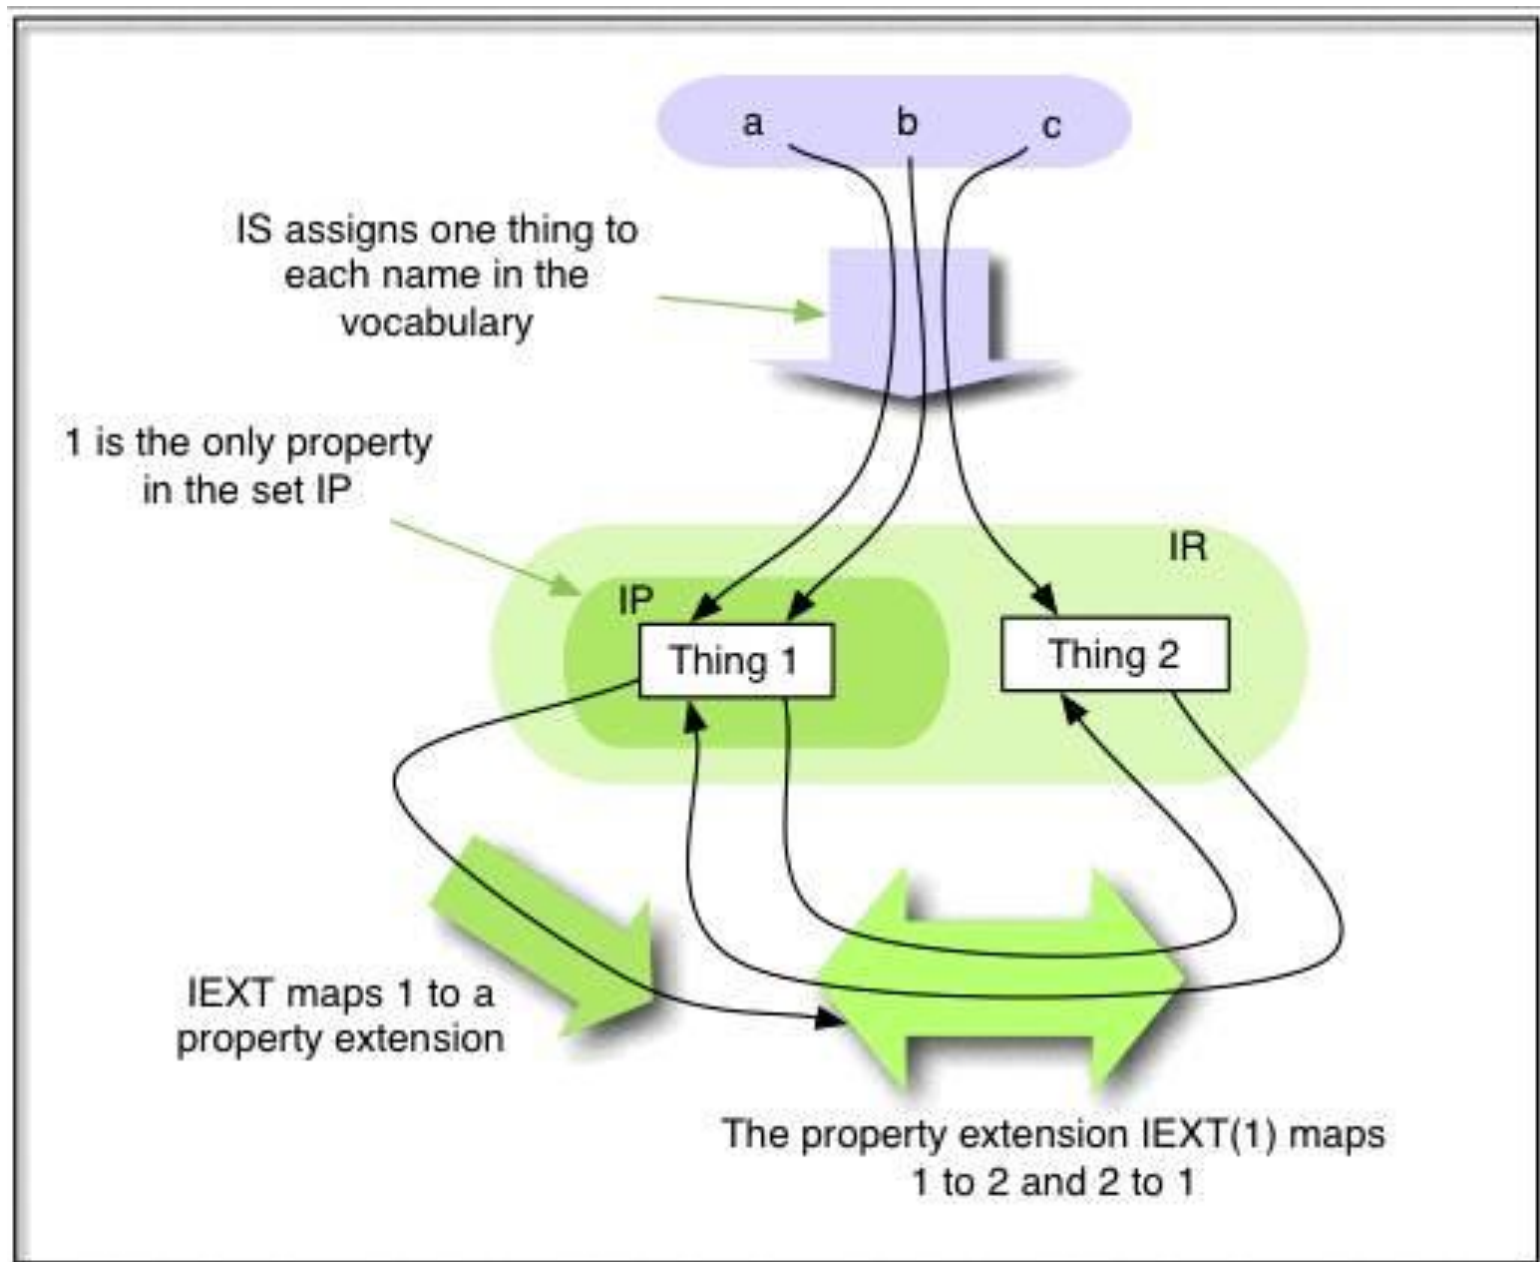 a b c
IS assigns one thing to
each name in the
vocabulary
1 is the only property
in the set IP
IR
IP
Thing 1
Thing 2
IEXT maps 1 to a
property extension
The property extension IEXT(1) maps
1 to 2 and 2 to 1